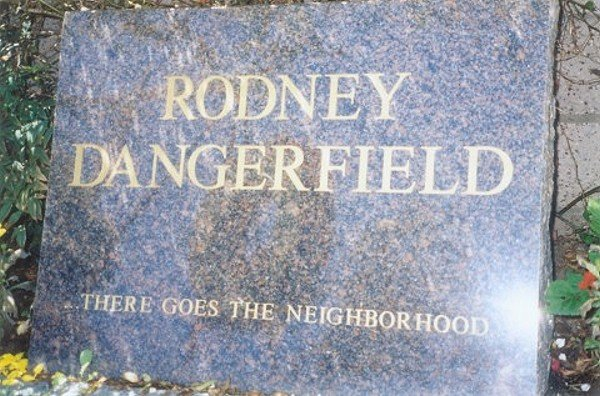 RODNEY
DANGERFIELD
...THERE GOES THE NEIGHBORHOOD